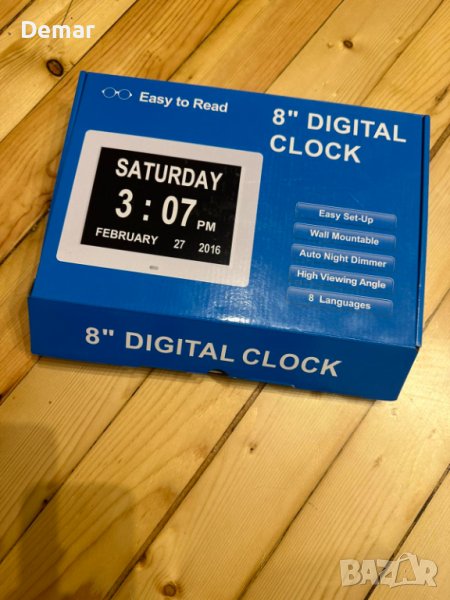 Demar
Easy to Read
8" DIGITAL
CLOCK
SATURDAY
3 : 07 PM
FEBRUARY 27 2016
Easy Set-Up
Wall Mountable
Auto Night Dimmer
High Viewing Angle
8 Languages
8" DIGITAL CLOCK
bazar